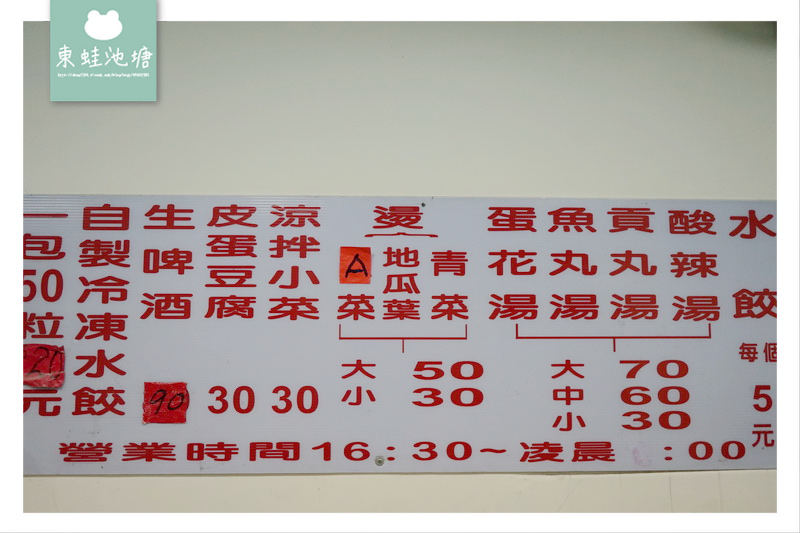 東蛙池塘
水餃
每個
5
元
酸辣湯
貢丸湯
魚丸湯
蛋花湯
大 70
中 60
小 30
燙
青菜
地瓜葉
A菜
大 50
小 30
涼拌小菜
30
皮蛋豆腐
30
生啤酒
90
自製冷凍水餃
一包50粒
20
元
營業時間16:30~凌晨 :00